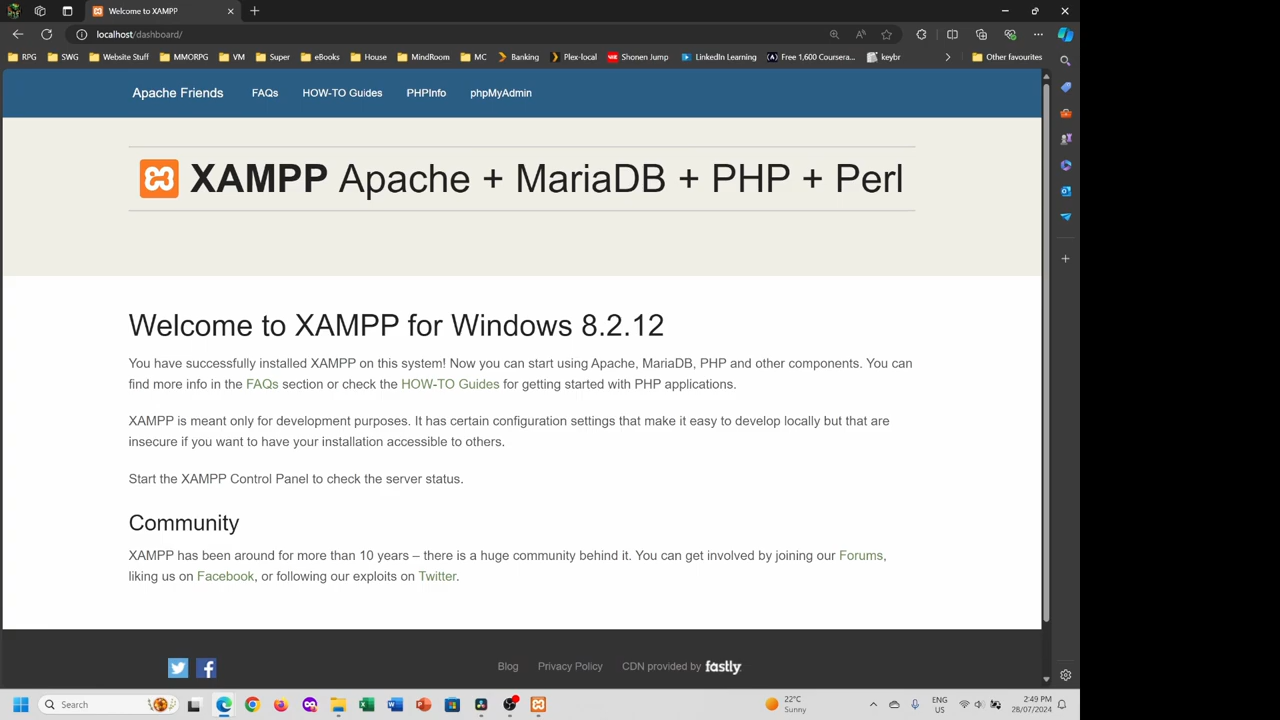 Welcome to XAMPP
localhost/dashboard/
RPG SWG Website Stuff MMORPG VM Super eBooks House MindRoom MC Banking Plex-local Shonen Jump LinkedIn Learning Free 1,600 Coursera... keybr Other favourites
Apache Friends FAQs HOW-TO Guides PHPInfo phpMyAdmin
XAMPP Apache + MariaDB + PHP + Perl
Welcome to XAMPP for Windows 8.2.12
You have successfully installed XAMPP on this system! Now you can start using Apache, MariaDB, PHP and other components. You can
find more info in the FAQs section or check the HOW-TO Guides for getting started with PHP applications.
XAMPP is meant only for development purposes. It has certain configuration settings that make it easy to develop locally but that are
insecure if you want to have your installation accessible to others.
Start the XAMPP Control Panel to check the server status.
Community
XAMPP has been around for more than 10 years – there is a huge community behind it. You can get involved by joining our Forums,
liking us on Facebook, or following our exploits on Twitter.
Blog Privacy Policy CDN provided by fastly
Search
22°C
Sunny
ENG
US
2:49 PM
28/07/2024